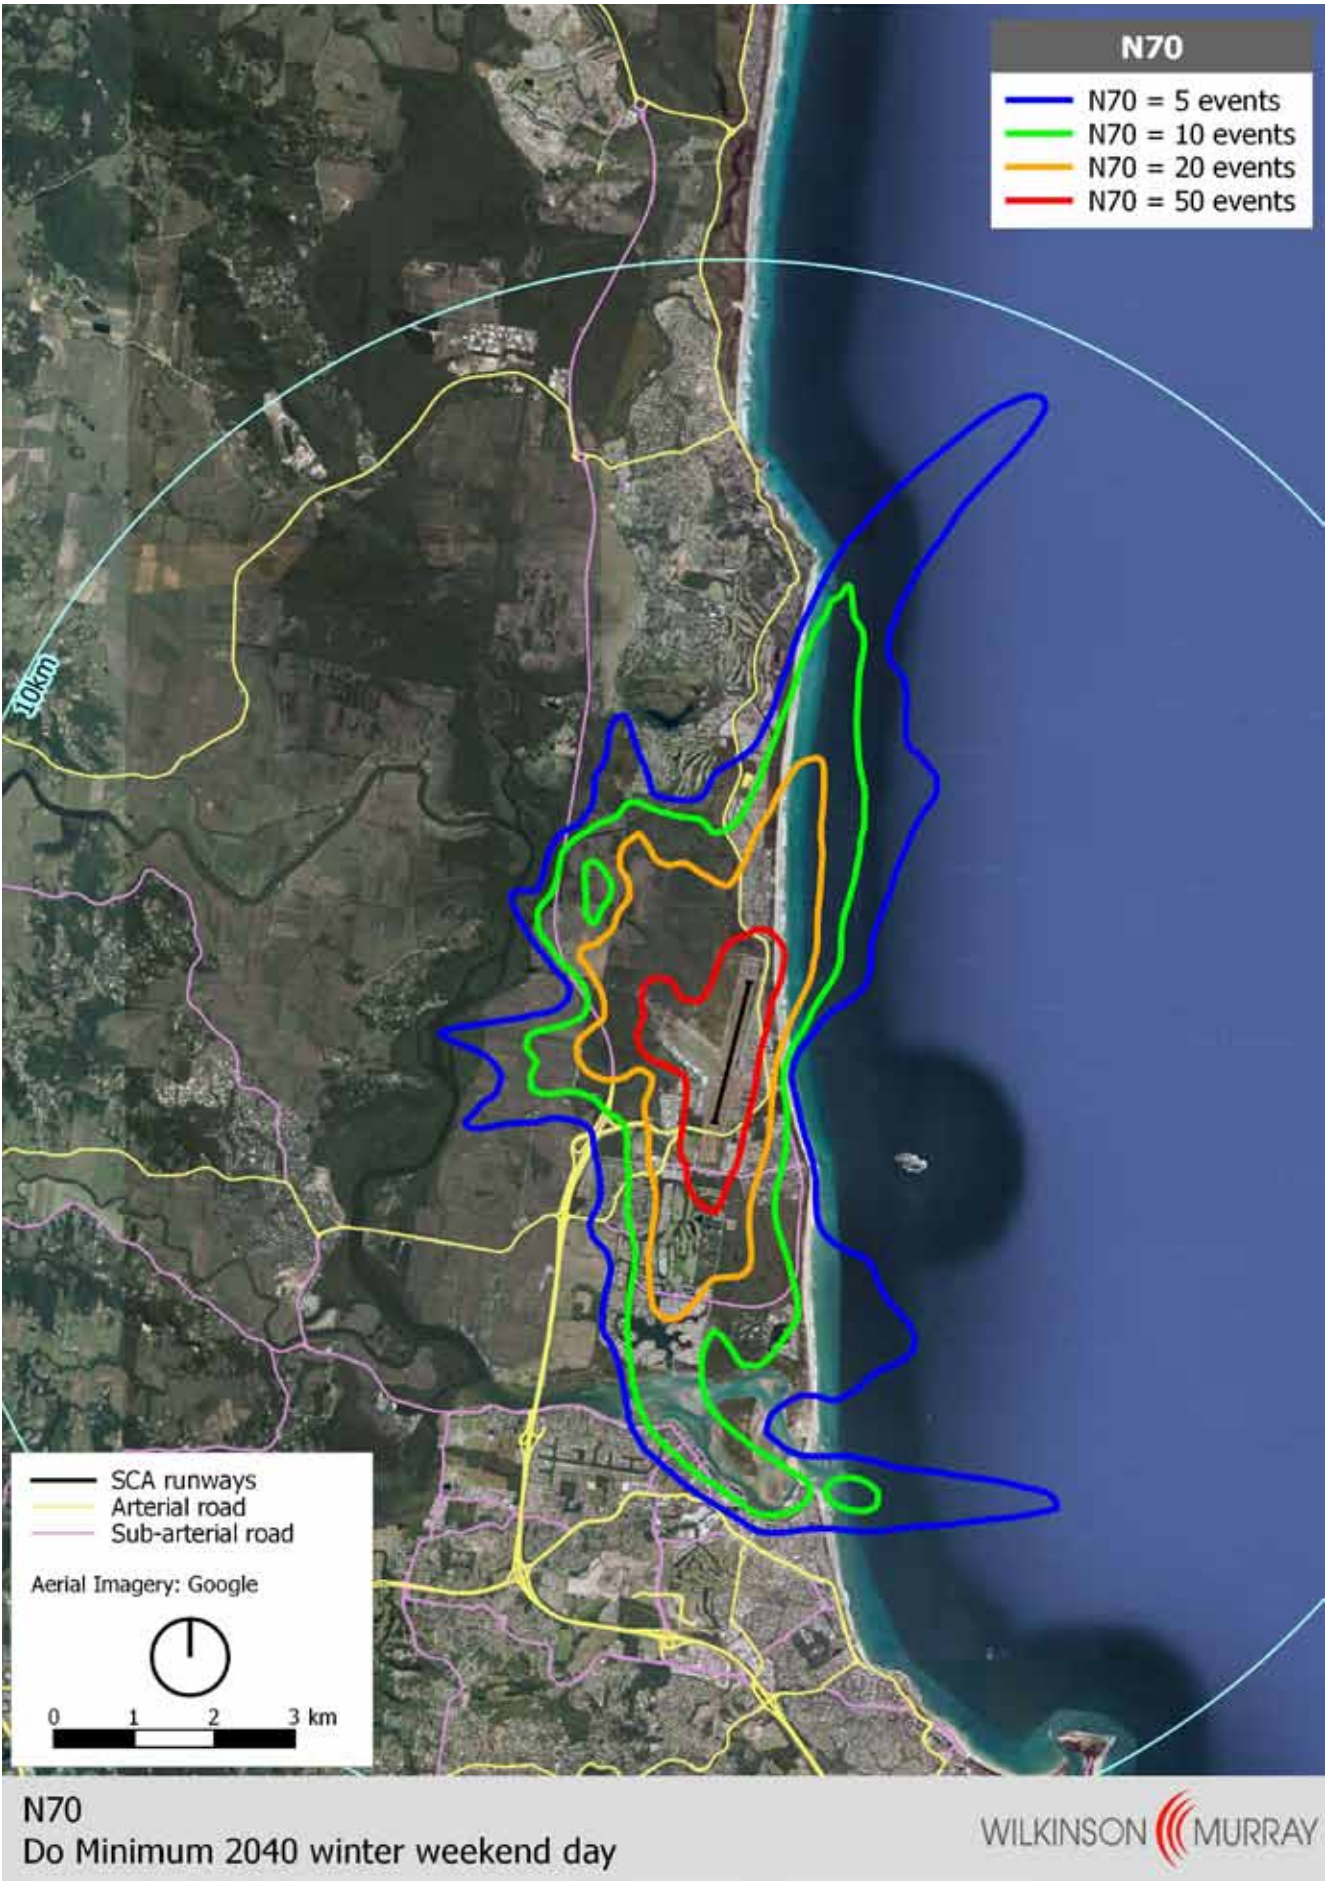 N70
N70 = 5 events
N70 = 10 events
N70 = 20 events
N70 = 50 events
10km
SCA runways
Arterial road
Sub-arterial road
Aerial Imagery: Google
0 1 2 3 km
N70
Do Minimum 2040 winter weekend day
WILKINSON MURRAY